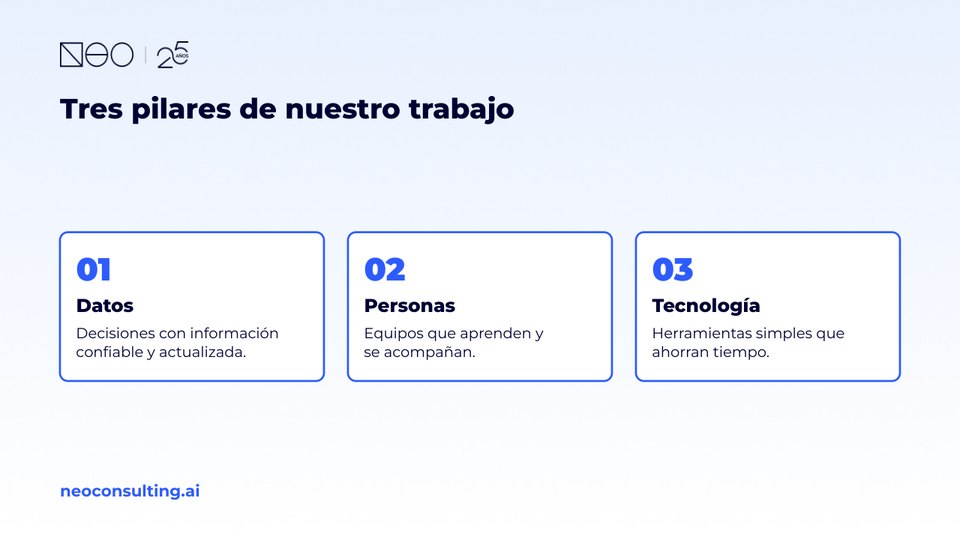 NEO | 25 AÑOS
Tres pilares de nuestro trabajo
01
Datos
Decisiones con información
confiable y actualizada.
02
Personas
Equipos que aprenden y
se acompañan.
03
Tecnología
Herramientas simples que
ahorran tiempo.
neoconsulting.ai